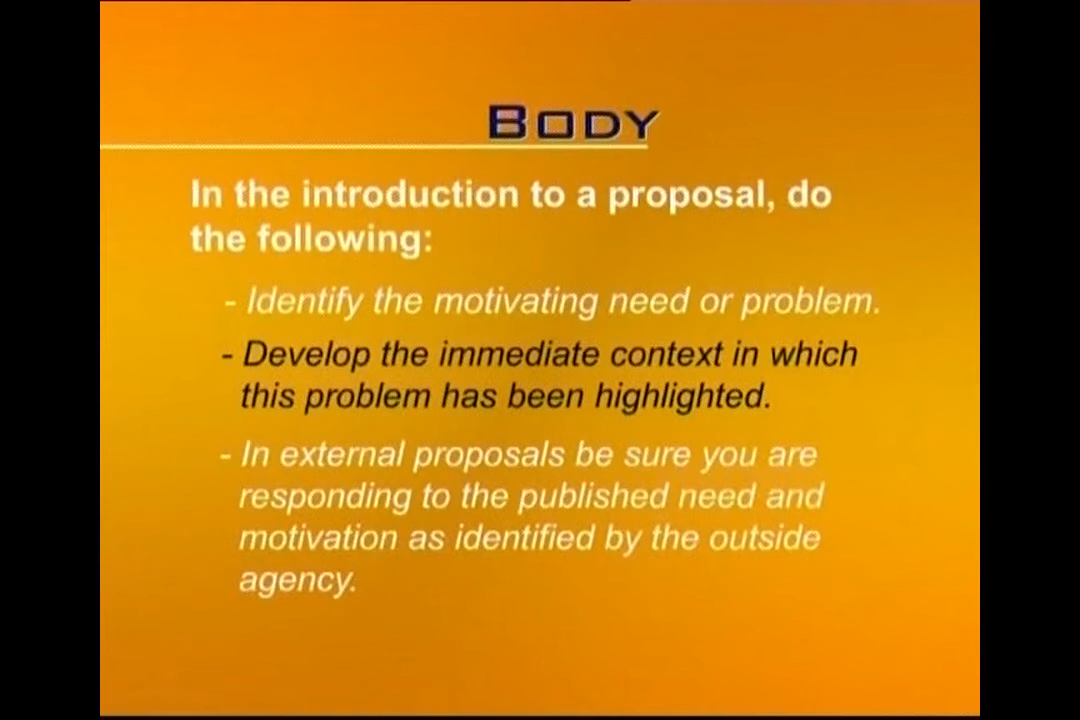 BODY
In the introduction to a proposal, do
the following:
- Identify the motivating need or problem.
- Develop the immediate context in which
this problem has been highlighted.
- In external proposals be sure you are
responding to the published need and
motivation as identified by the outside
agency.